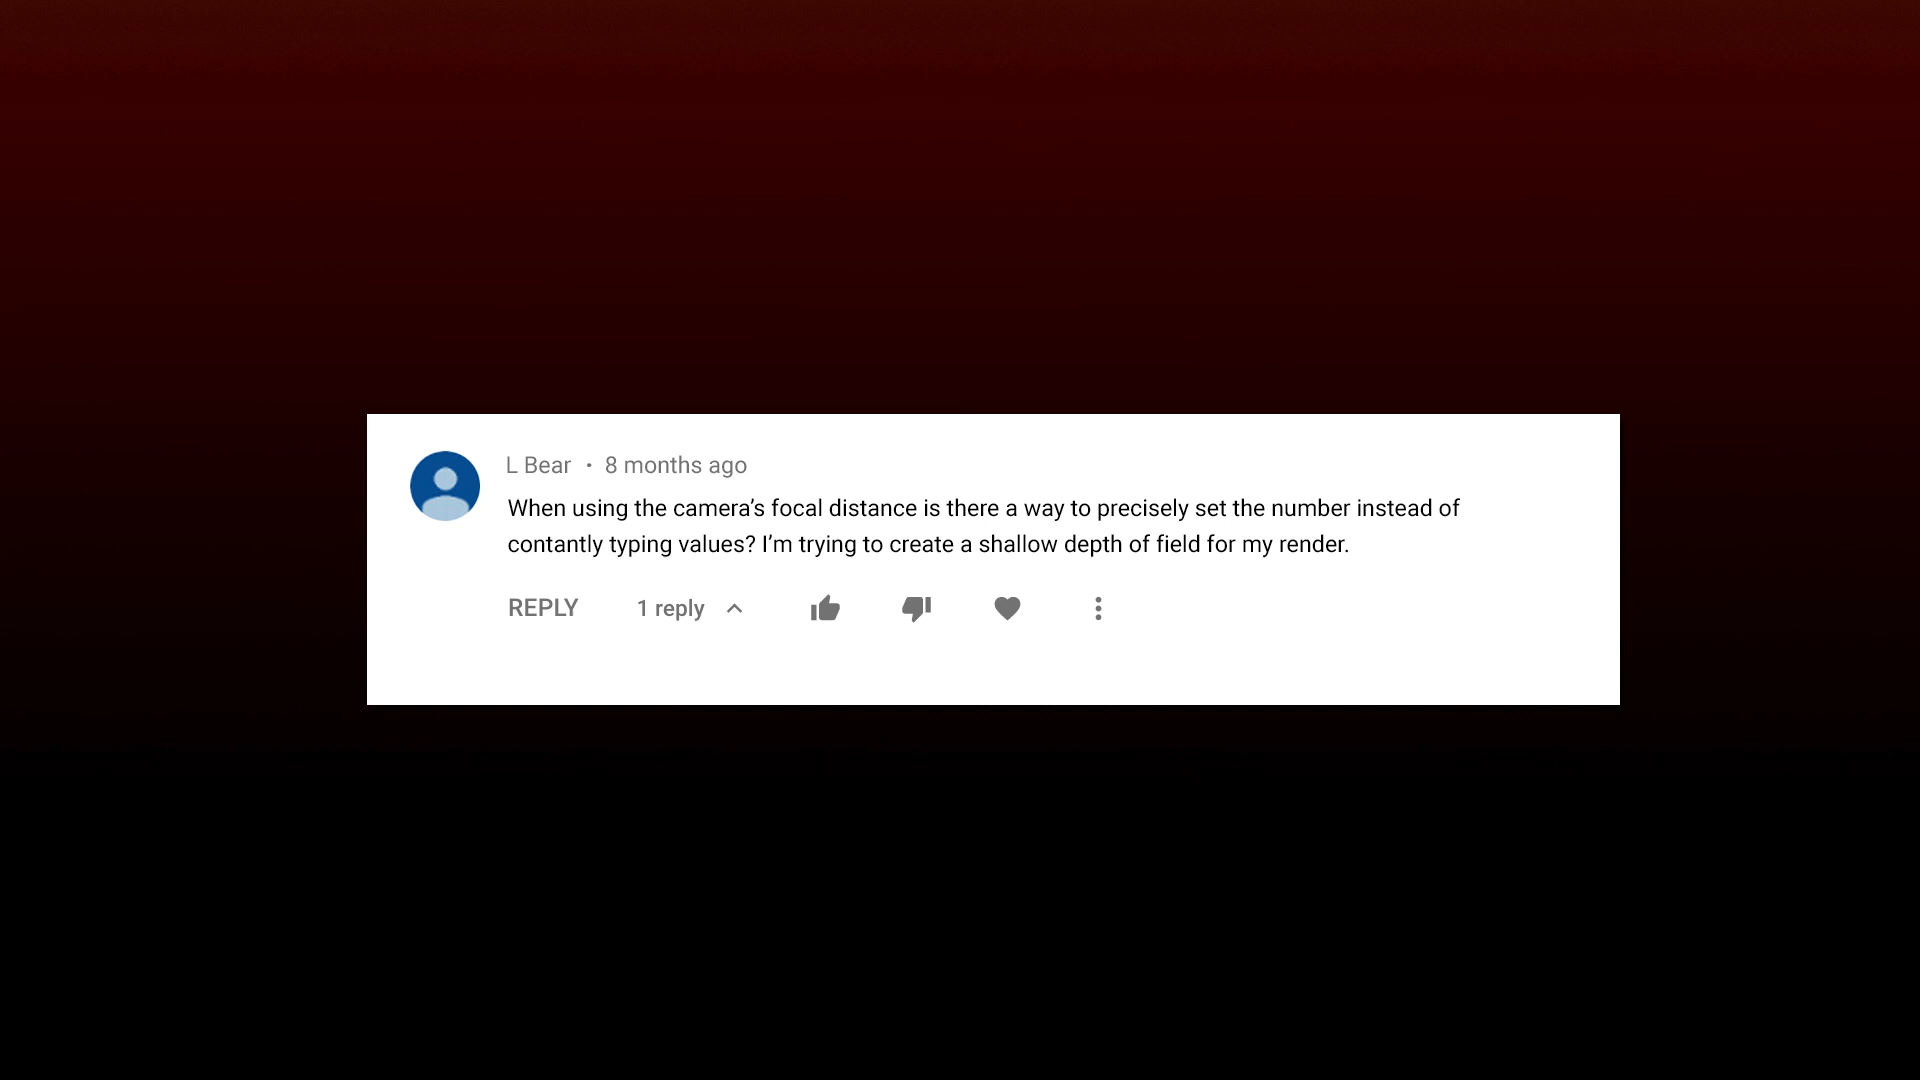 L Bear • 8 months ago
When using the camera’s focal distance is there a way to precisely set the number instead of
contantly typing values? I’m trying to create a shallow depth of field for my render.
REPLY 1 reply